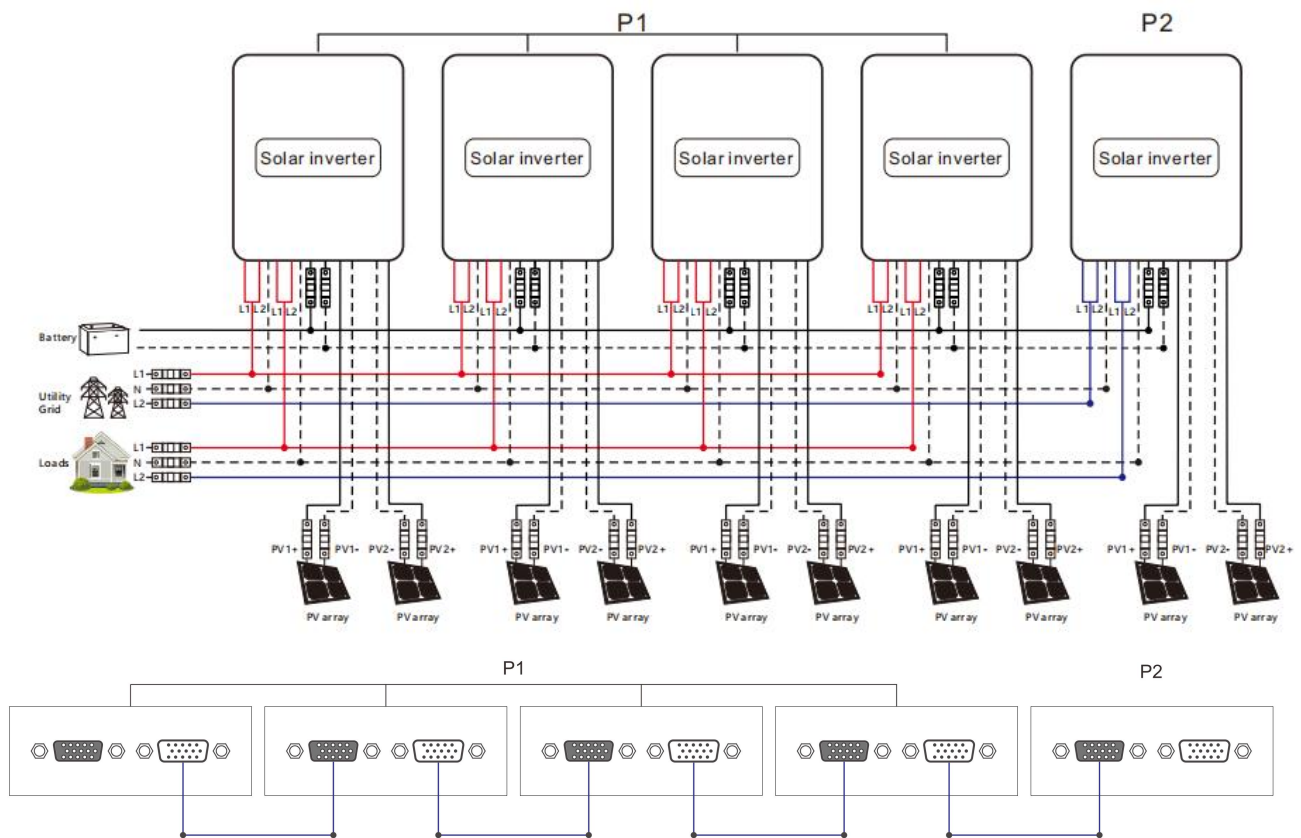 P1 P2
Solar inverter Solar inverter Solar inverter Solar inverter Solar inverter
L1 L2 L1 L2 L1 L2 L1 L2 L1 L2 L1 L2 L1 L2 L1 L2 L1 L2 L1 L2
Battery
L1
N
Utility
Grid
L2
L1
Loads
N
L2
PV1+ PV1- PV2- PV2+ PV1+ PV1- PV2- PV2+ PV1+ PV1- PV2- PV2+ PV1+ PV1- PV2- PV2+ PV1+ PV1- PV2- PV2+
PV array PV array PV array PV array PV array PV array PV array PV array PV array PV array
P1 P2